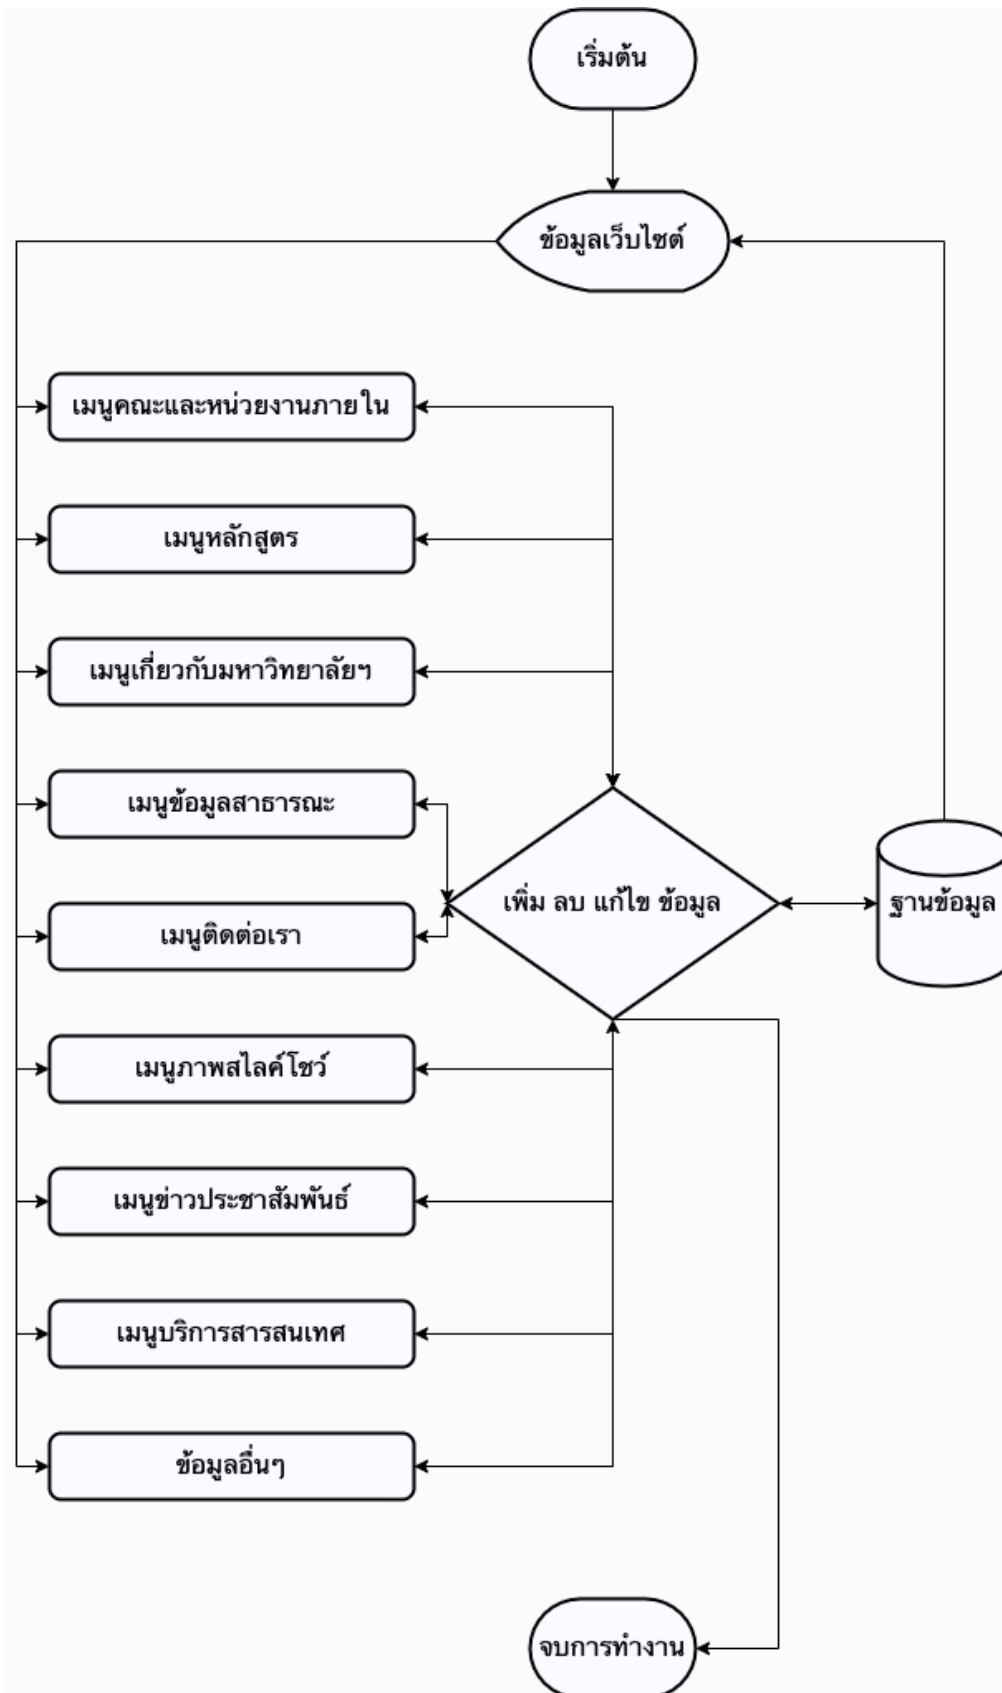 เริ่มต้น
ข้อมูลเว็บไซต์
เมนูคณะและหน่วยงานภายใน
เมนูหลักสูตร
เมนูเกี่ยวกับมหาวิทยาลัยฯ
เมนูข้อมูลสาธารณะ
เพิ่ม ลบ แก้ไข ข้อมูล
ฐานข้อมูล
เมนูติดต่อเรา
เมนูภาพสไลค์โชว์
เมนูข่าวประชาสัมพันธ์
เมนูบริการสารสนเทศ
ข้อมูลอื่นๆ
จบการทำงาน